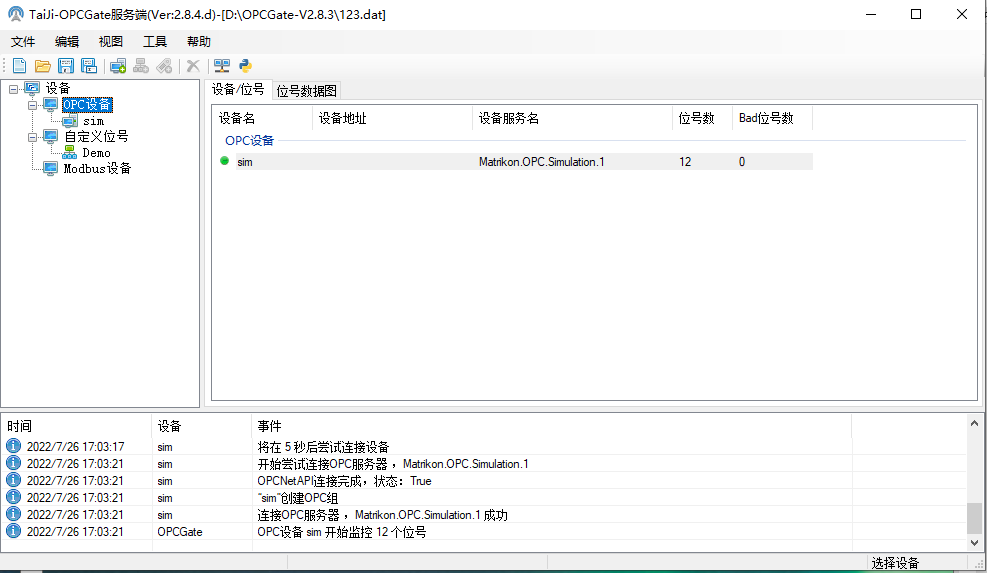 TaiJi-OPCGate服务端(Ver:2.8.4.d)-[D:\OPCGate-V2.8.3\123.dat]
文件 编辑 视图 工具 帮助
设备
OPC设备
sim
自定义位号
Demo
Modbus设备
设备/位号 位号数据图
设备名 设备地址 设备服务名 位号数 Bad位号数
OPC设备
sim Matrikon.OPC.Simulation.1 12 0
时间 设备 事件
2022/7/26 17:03:17 sim 将在 5 秒后尝试连接设备
2022/7/26 17:03:21 sim 开始尝试连接OPC服务器 ，Matrikon.OPC.Simulation.1
2022/7/26 17:03:21 sim OPCNetAPI连接完成，状态：True
2022/7/26 17:03:21 sim "sim"创建OPC组
2022/7/26 17:03:21 sim 连接OPC服务器 ，Matrikon.OPC.Simulation.1 成功
2022/7/26 17:03:21 OPCGate OPC设备 sim 开始监控 12 个位号
选择设备